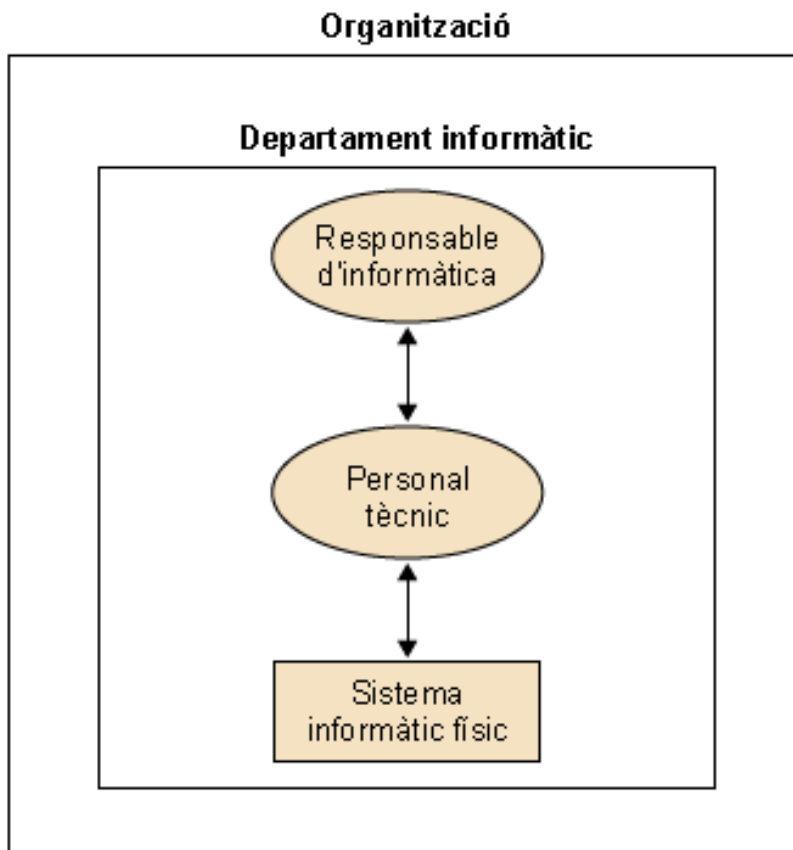 Organització
Departament informàtic
Responsable
d'informàtica
Personal
tècnic
Sistema
informàtic físic